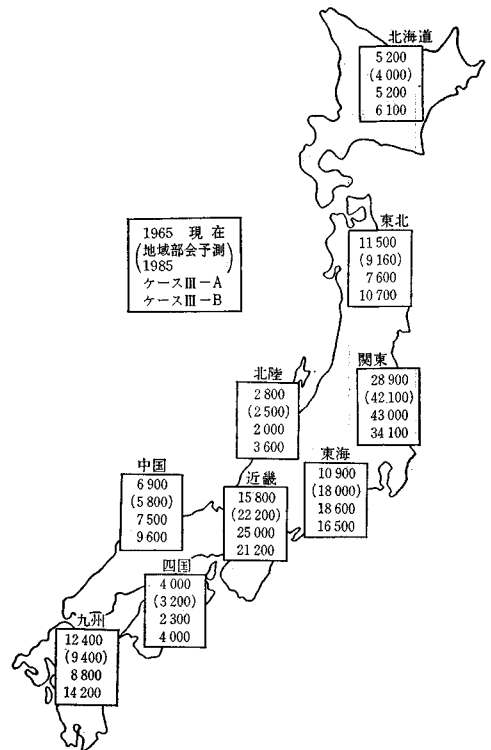 北海道
5 200
(4 000)
5 200
6 100
東北
11 500
(9 160)
7 600
10 700
1965 現在
(地域部会予測
1985)
ケースⅢ−A
ケースⅢ−B
関東
28 900
(42 100)
43 000
34 100
北陸
2 800
(2 500)
2 000
3 600
東海
10 900
(18 000)
18 600
16 500
中国
6 900
(5 800)
7 500
9 600
近畿
15 800
(22 200)
25 000
21 200
四国
4 000
(3 200)
2 300
4 000
九州
12 400
(9 400)
8 800
14 200